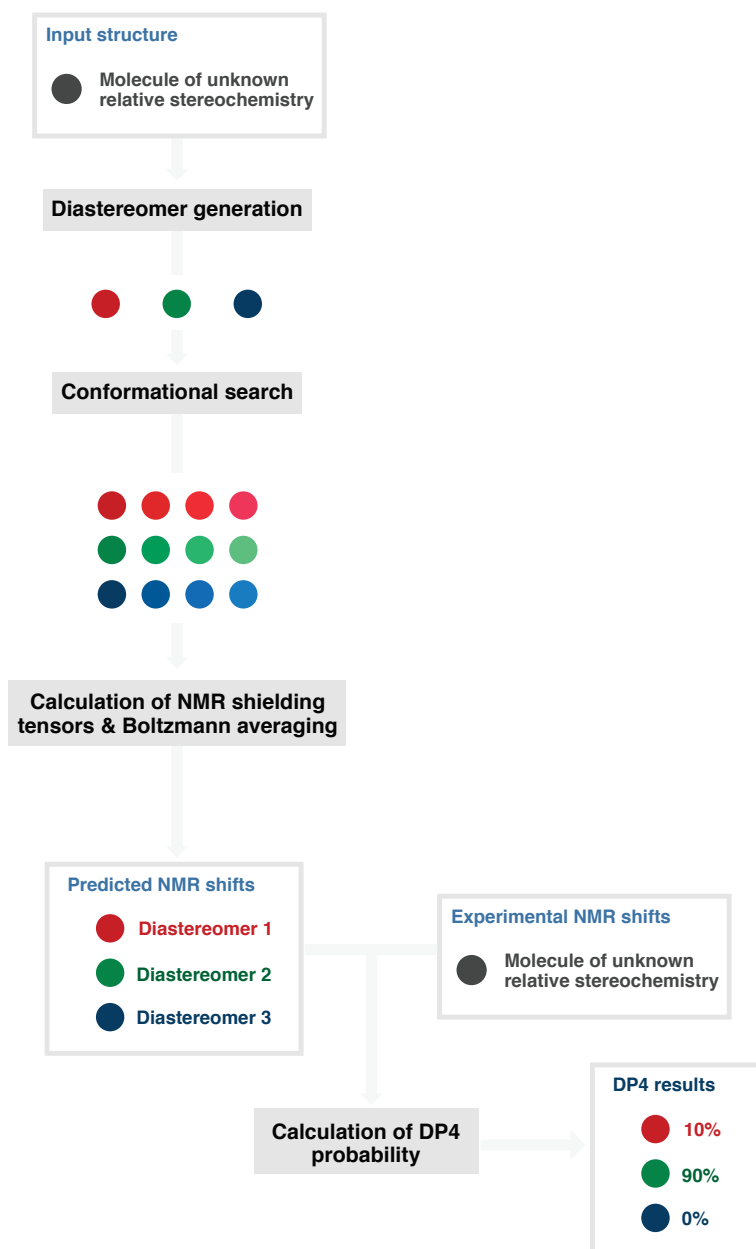 Input structure
Molecule of unknown
relative stereochemistry
Diastereomer generation
Conformational search
Calculation of NMR shielding
tensors & Boltzmann averaging
Predicted NMR shifts
Diastereomer 1
Diastereomer 2
Diastereomer 3
Experimental NMR shifts
Molecule of unknown
relative stereochemistry
Calculation of DP4
probability
DP4 results
10%
90%
0%